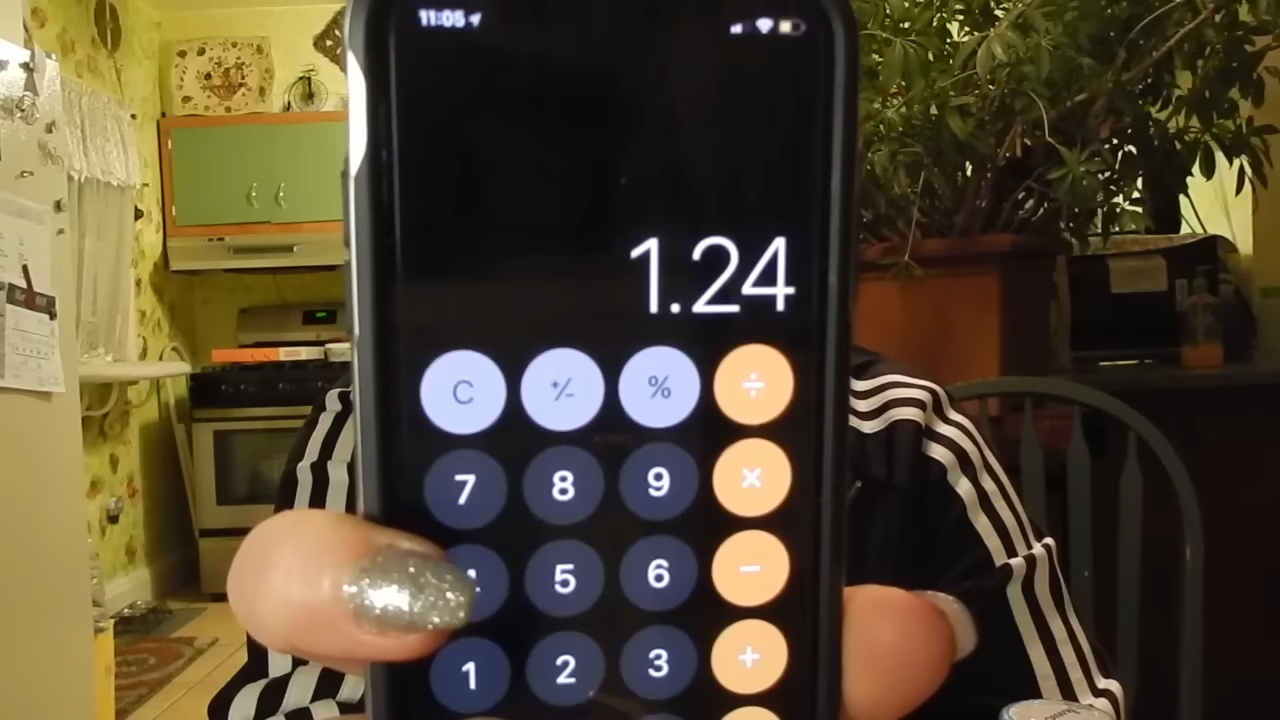 11:05
1.24
C +/- % ÷
7 8 9 ×
5 6 −
1 2 3 +